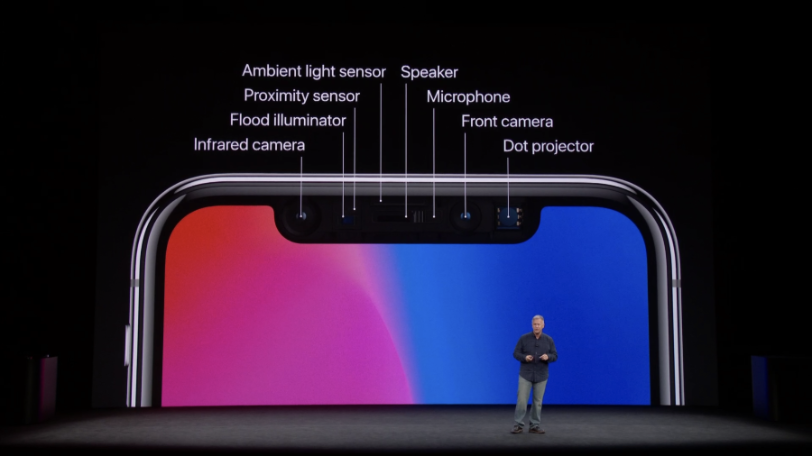 Ambient light sensor
Speaker
Proximity sensor
Microphone
Flood illuminator
Front camera
Infrared camera
Dot projector